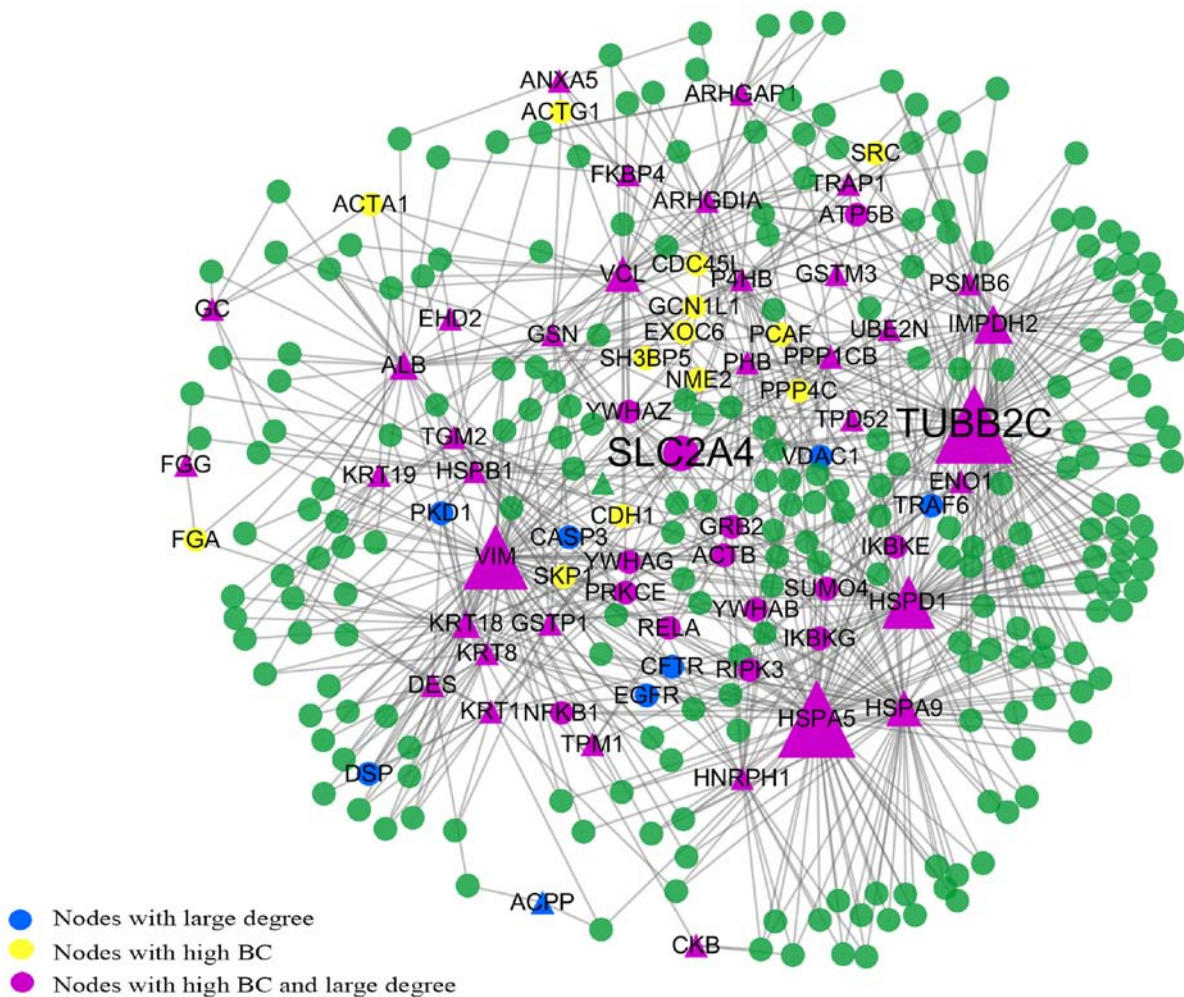 ANXA5
ACTG1
ARHGAP1
SRC
FKBP4
TRAP1
ARHGDIA
ATP5B
ACTA1
CDC45L
VCL
P4HB
GSTM3
PSMB6
GC
GCN1L1
EHD2
GSN
EXOC6
PCAF
UBE2N
IMPDH2
SH3BP5
PHB
PPP1CB
ALB
NME2
PPP4C
YWHAZ
TPD52
TUBB2C
TGM2
SLC2A4
VDAC1
FGG
KRT19
HSPB1
ENO1
TRAF6
PKD1
CDH1
GRB2
FGA
CASP3
VIM
YWHAG
ACTB
IKBKE
SKP1
PRKCE
SUMO4
HSPD1
YWHAB
KRT18
GSTP1
RELA
IKBKG
KRT8
CFTR
RIPK3
DES
EGFR
KRT1
NFKB1
HSPA5
HSPA9
TPM1
DSP
HNRPH1
ACPP
CKB
Nodes with large degree
Nodes with high BC
Nodes with high BC and large degree